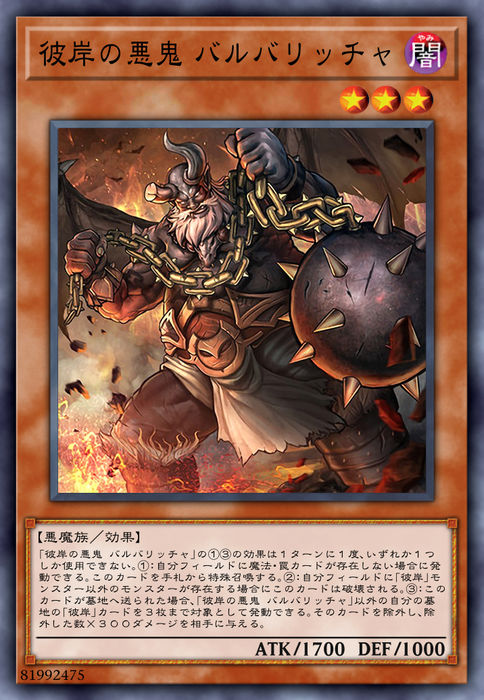 彼岸の悪鬼 バルバリッチャ
やみ
闇
【悪魔族／効果】
「彼岸の悪鬼 バルバリッチャ」の①③の効果は１ターンに１度、いずれか１つ
しか使用できない。①：自分フィールドに魔法・罠カードが存在しない場合に発
動できる。このカードを手札から特殊召喚する。②：自分フィールドに「彼岸」モ
ンスター以外のモンスターが存在する場合にこのカードは破壊される。③：この
カードが墓地へ送られた場合、「彼岸の悪鬼 バルバリッチャ」以外の自分の墓
地の「彼岸」カードを３枚まで対象として発動できる。そのカードを除外し、除
外した数×３００ダメージを相手に与える。
ATK/1700 DEF/1000
81992475